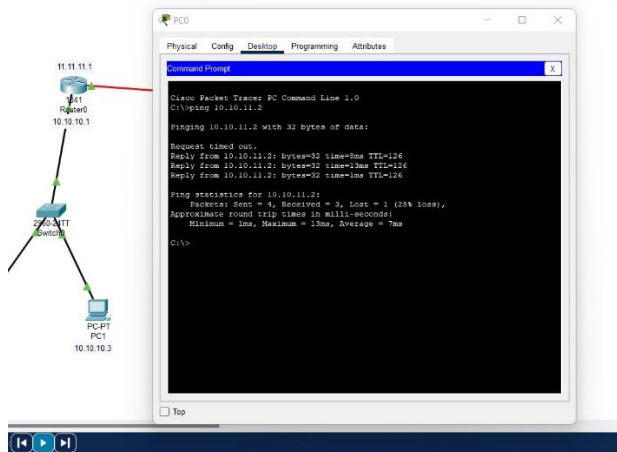 PC0
Physical Config Desktop Programming Attributes
Command Prompt
X
Cisco Packet Tracer PC Command Line 1.0
C:\>ping 10.10.11.2
Pinging 10.10.11.2 with 32 bytes of data:
Request timed out.
Reply from 10.10.11.2: bytes=32 time=8ms TTL=126
Reply from 10.10.11.2: bytes=32 time=13ms TTL=126
Reply from 10.10.11.2: bytes=32 time=1ms TTL=126
Ping statistics for 10.10.11.2:
Packets: Sent = 4, Received = 3, Lost = 1 (25% loss),
Approximate round trip times in milli-seconds:
Minimum = 1ms, Maximum = 13ms, Average = 7ms
C:\>
Top
11.11.11.1
1841
Router0
10.10.10.1
2960-24TT
Switch0
PC-PT
PC1
10.10.10.3